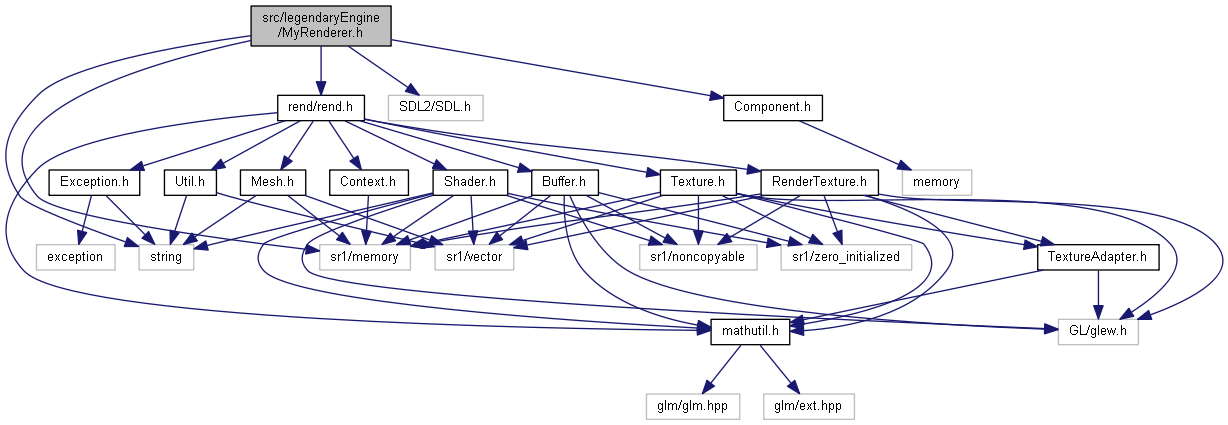 src/legendaryEngine
/MyRenderer.h
rend/rend.h
SDL2/SDL.h
Component.h
Exception.h
Util.h
Mesh.h
Context.h
Shader.h
Buffer.h
Texture.h
RenderTexture.h
memory
exception
string
sr1/memory
sr1/vector
sr1/noncopyable
sr1/zero_initialized
TextureAdapter.h
mathutil.h
GL/glew.h
glm/glm.hpp
glm/ext.hpp